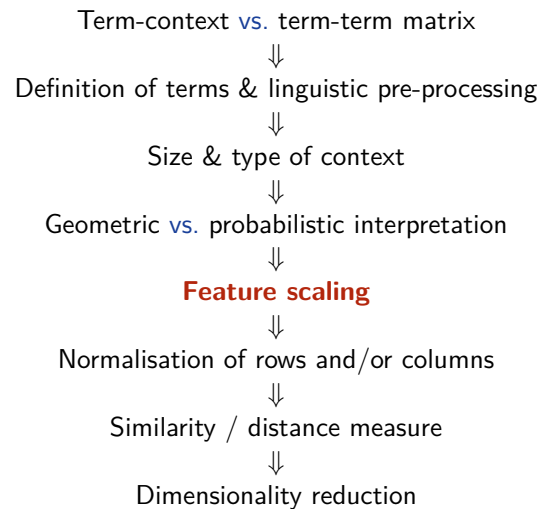 Term-context vs. term-term matrix
⇓
Definition of terms & linguistic pre-processing
⇓
Size & type of context
⇓
Geometric vs. probabilistic interpretation
⇓
Feature scaling
⇓
Normalisation of rows and/or columns
⇓
Similarity / distance measure
⇓
Dimensionality reduction